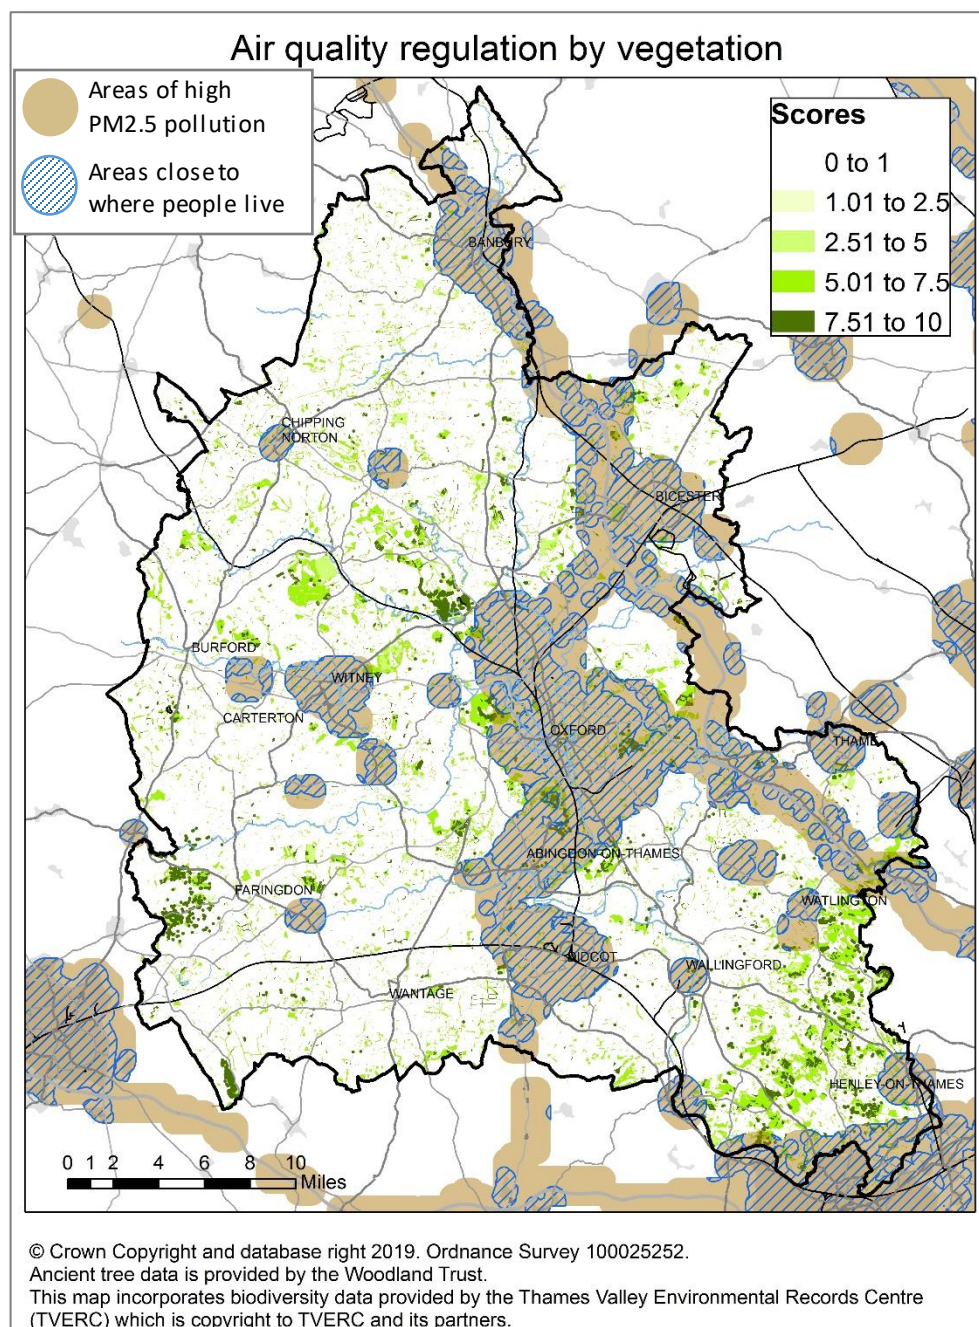 Air quality regulation by vegetation
Areas of high
PM2.5 pollution
Areas close to
where people live
Scores
0 to 1
1.01 to 2.5
2.51 to 5
5.01 to 7.5
7.51 to 10
BANBURY
CHIPPING
NORTON
BICESTER
BURFORD
WITNEY
CARTERTON
OXFORD
THAME
ABINGDON-ON-THAMES
FARINGDON
WATLINGTON
DIDCOT
WALLINGFORD
WANTAGE
HENLEY-ON-THAMES
0 1 2 4 6 8 10
Miles
© Crown Copyright and database right 2019. Ordnance Survey 100025252.
Ancient tree data is provided by the Woodland Trust.
This map incorporates biodiversity data provided by the Thames Valley Environmental Records Centre
(TVERC) which is copyright to TVERC and its partners.